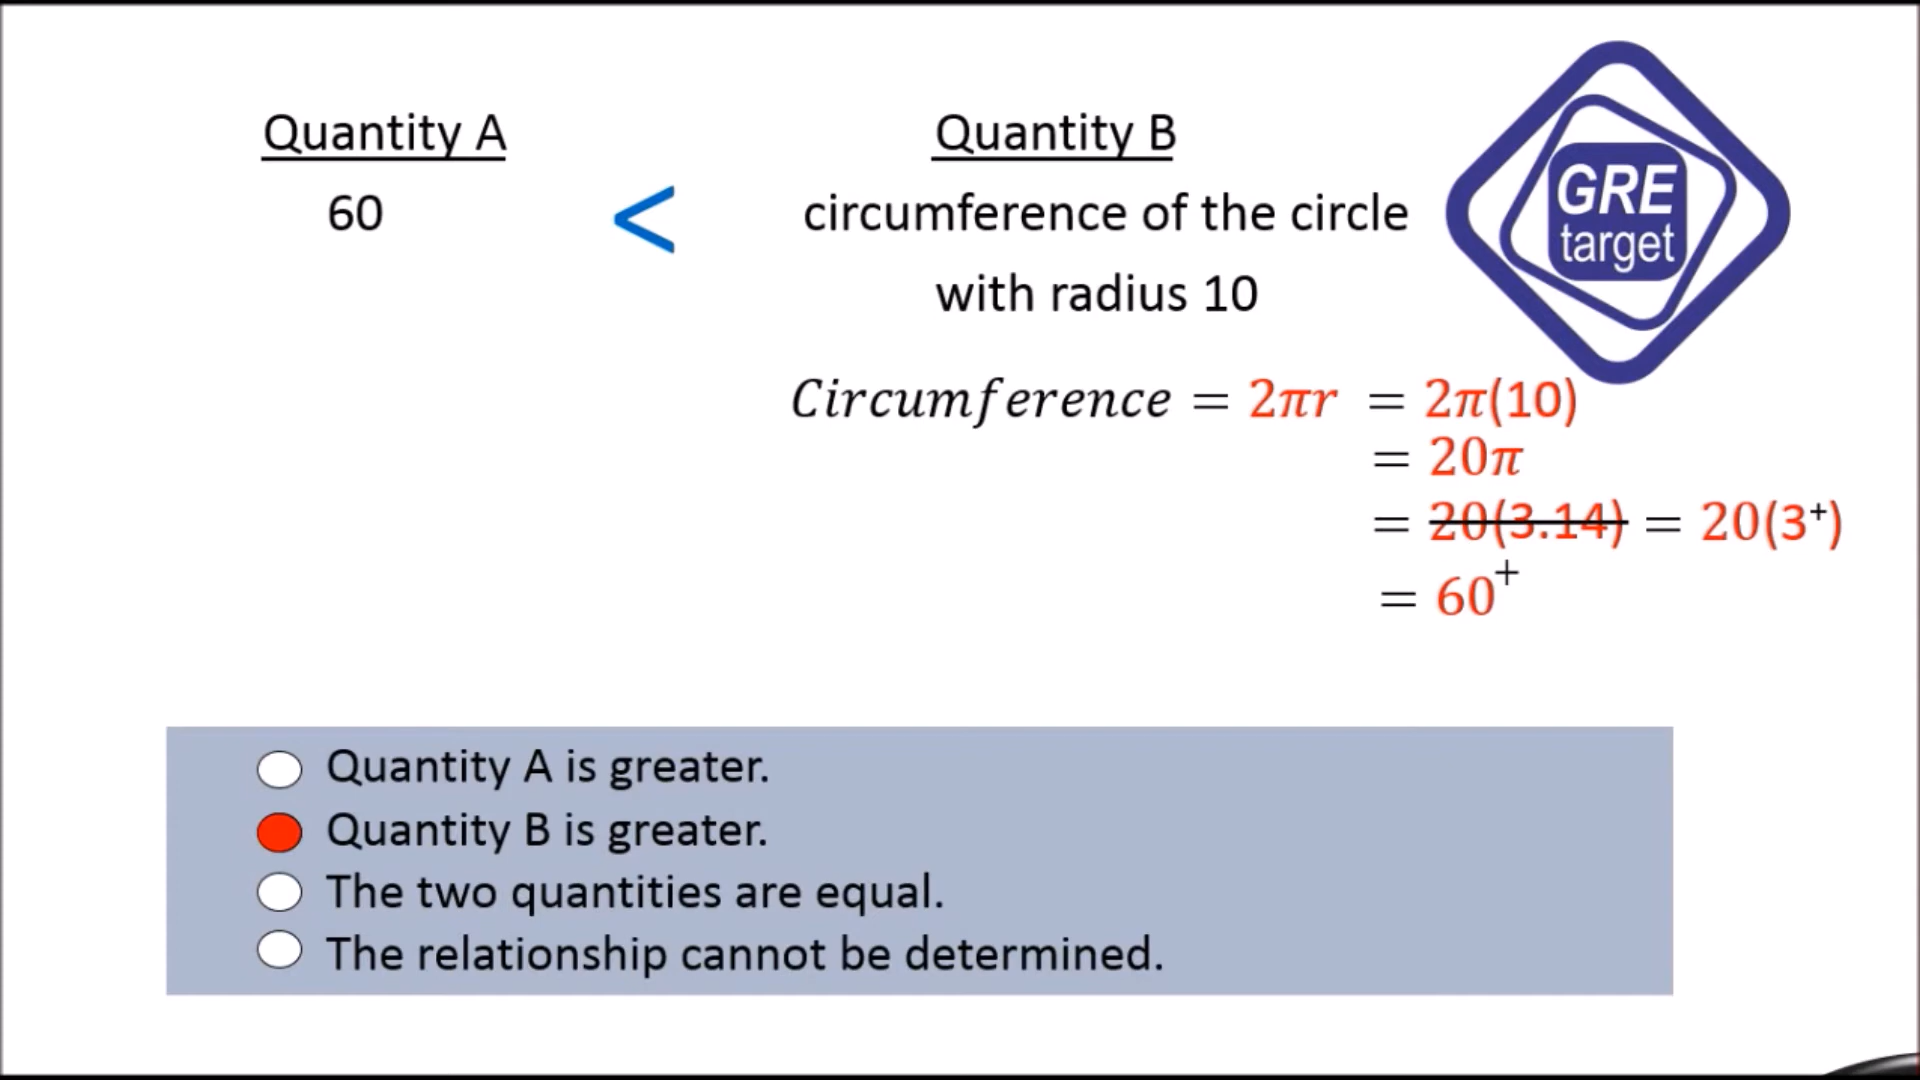 Quantity A Quantity B
60 < circumference of the circle
with radius 10
GRE
target
Circumference = 2πr = 2π(10)
= 20π
= 20(3.14) = 20(3⁺)
= 60⁺
Quantity A is greater.
Quantity B is greater.
The two quantities are equal.
The relationship cannot be determined.